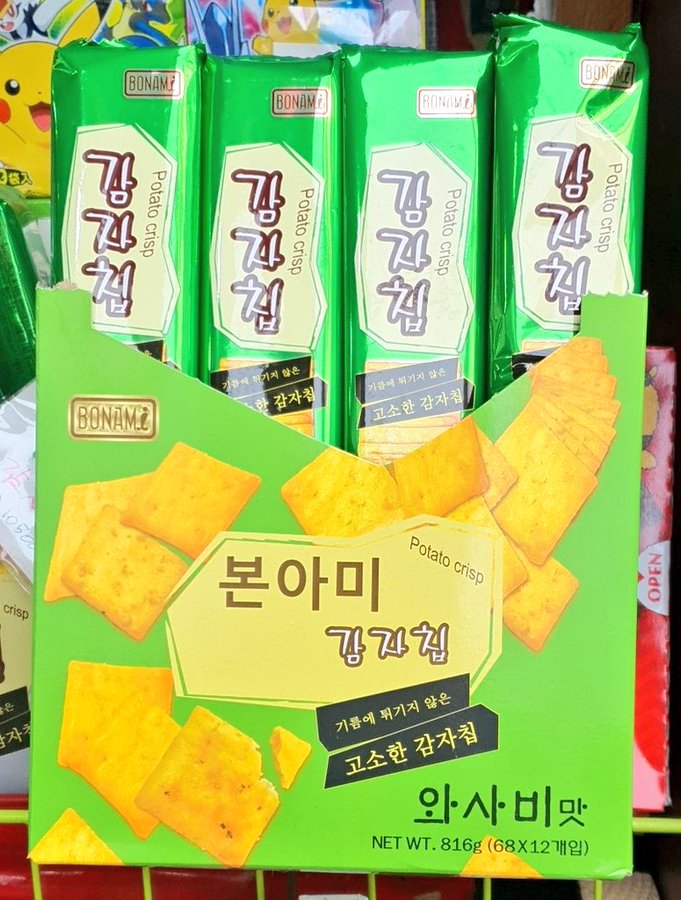 BONAMi
BONAMi
BONAMi
BONAMi
감자칩
Potato crisp
감자칩
Potato crisp
감자칩
Potato crisp
감자칩
Potato crisp
기름에 튀기지 않은
한 감자칩
기름에 튀기지 않은
고소한 감자칩
BONAMi
Potato crisp
본아미
감자칩
기름에 튀기지 않은
고소한 감자칩
와사비맛
NET WT. 816g (68X12개입)
OPEN
crisp